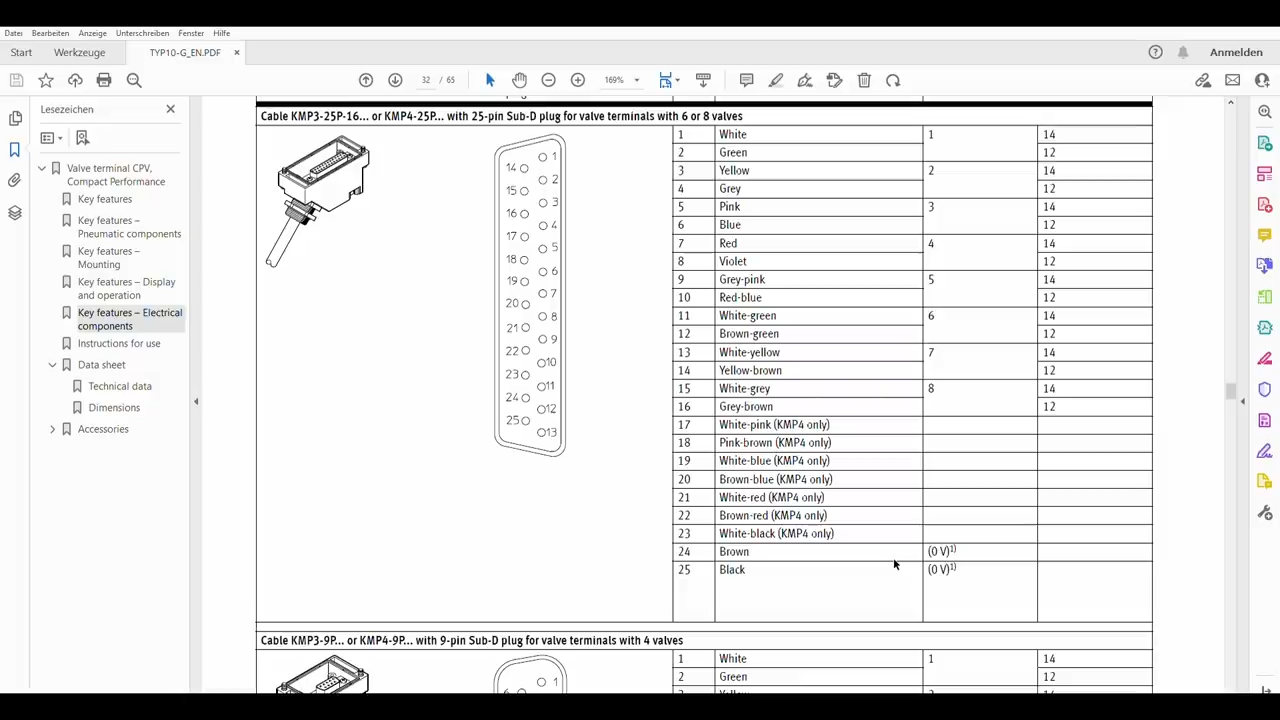 Datei Bearbeiten Anzeige Unterschreiben Fenster Hilfe
Start Werkzeuge TYP10-G_EN.PDF × Anmelden
32 / 65 169%
Lesezeichen
Valve terminal CPV,
Compact Performance
Key features
Key features –
Pneumatic components
Key features –
Mounting
Key features – Display
and operation
Key features – Electrical
components
Instructions for use
Data sheet
Technical data
Dimensions
Accessories
Cable KMP3-25P-16... or KMP4-25P... with 25-pin Sub-D plug for valve terminals with 6 or 8 valves
1
14
2
15
3
16
4
17
5
18
6
19
7
20
8
21
9
22
10
23
11
24
12
25
13
1 White 1 14
2 Green 12
3 Yellow 2 14
4 Grey 12
5 Pink 3 14
6 Blue 12
7 Red 4 14
8 Violet 12
9 Grey-pink 5 14
10 Red-blue 12
11 White-green 6 14
12 Brown-green 12
13 White-yellow 7 14
14 Yellow-brown 12
15 White-grey 8 14
16 Grey-brown 12
17 White-pink (KMP4 only)
18 Pink-brown (KMP4 only)
19 White-blue (KMP4 only)
20 Brown-blue (KMP4 only)
21 White-red (KMP4 only)
22 Brown-red (KMP4 only)
23 White-black (KMP4 only)
24 Brown (0 V)1)
25 Black (0 V)1)
Cable KMP3-9P... or KMP4-9P... with 9-pin Sub-D plug for valve terminals with 4 valves
1
1 White 1 14
2 Green 12